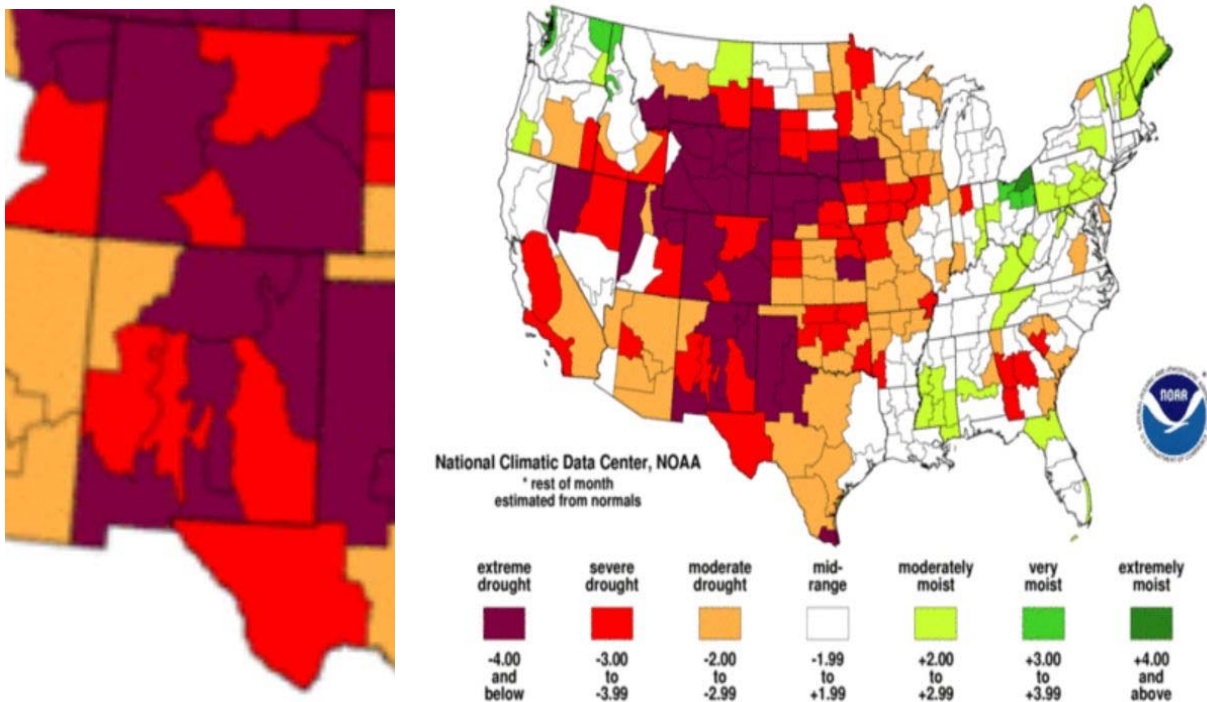 NOAA
National Climatic Data Center, NOAA
* rest of month
estimated from normals
extreme drought
severe drought
moderate drought
mid-range
moderately moist
very moist
extremely moist
-4.00 and below
-3.00 to -3.99
-2.00 to -2.99
-1.99 to +1.99
+2.00 to +2.99
+3.00 to +3.99
+4.00 and above